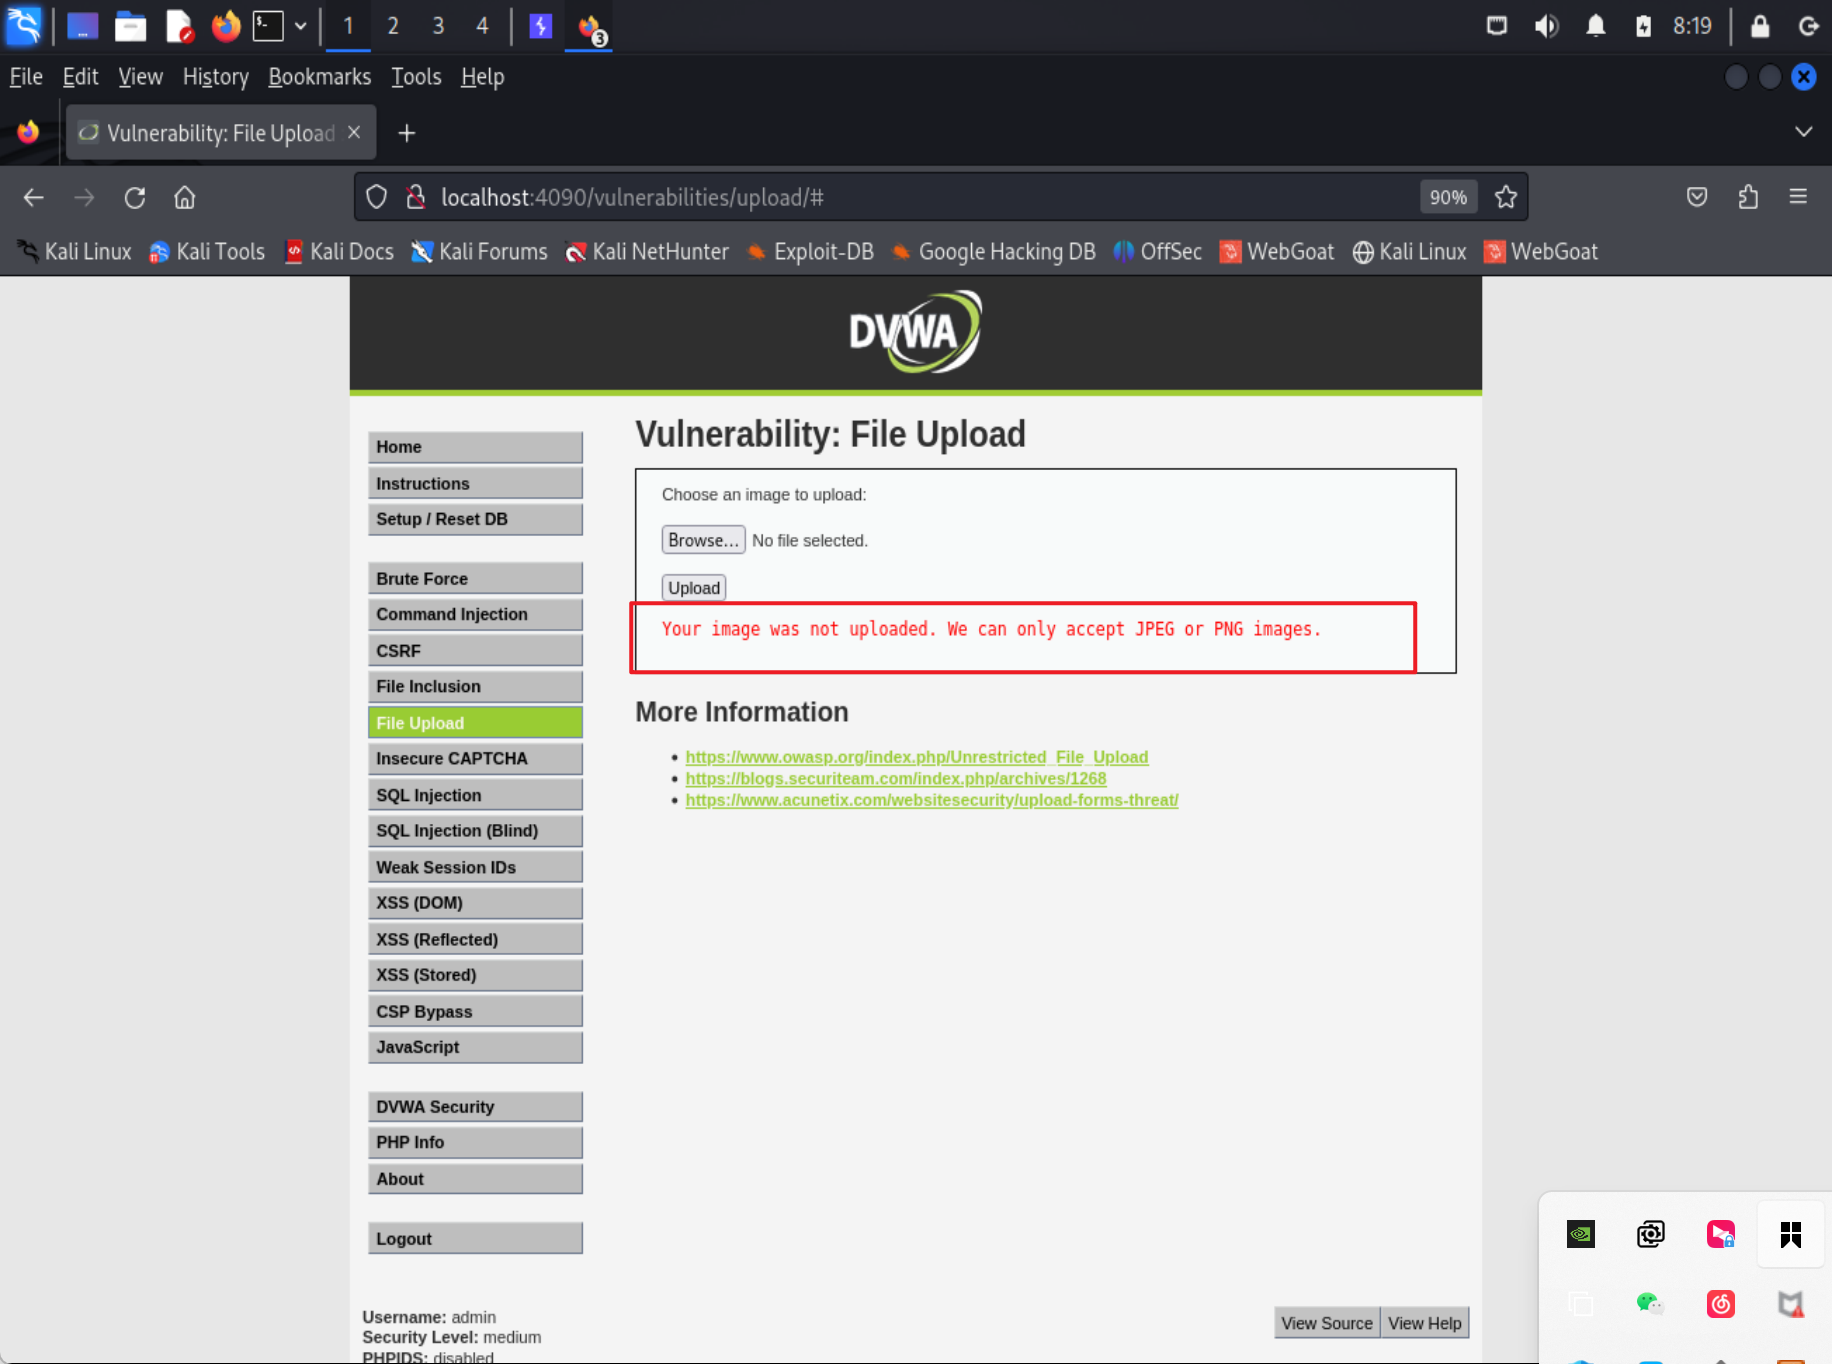 1 2 3 4 3 8:19
File Edit View History Bookmarks Tools Help
Vulnerability: File Upload
localhost:4090/vulnerabilities/upload/# 90%
Kali Linux Kali Tools Kali Docs Kali Forums Kali NetHunter Exploit-DB Google Hacking DB OffSec WebGoat Kali Linux WebGoat
DVWA
Home
Instructions
Setup / Reset DB
Brute Force
Command Injection
CSRF
File Inclusion
File Upload
Insecure CAPTCHA
SQL Injection
SQL Injection (Blind)
Weak Session IDs
XSS (DOM)
XSS (Reflected)
XSS (Stored)
CSP Bypass
JavaScript
DVWA Security
PHP Info
About
Logout
Vulnerability: File Upload
Choose an image to upload:
Browse... No file selected.
Upload
Your image was not uploaded. We can only accept JPEG or PNG images.
More Information
https://www.owasp.org/index.php/Unrestricted_File_Upload
https://blogs.securiteam.com/index.php/archives/1268
https://www.acunetix.com/websitesecurity/upload-forms-threat/
Username: admin
Security Level: medium
PHPIDS: disabled
View Source View Help